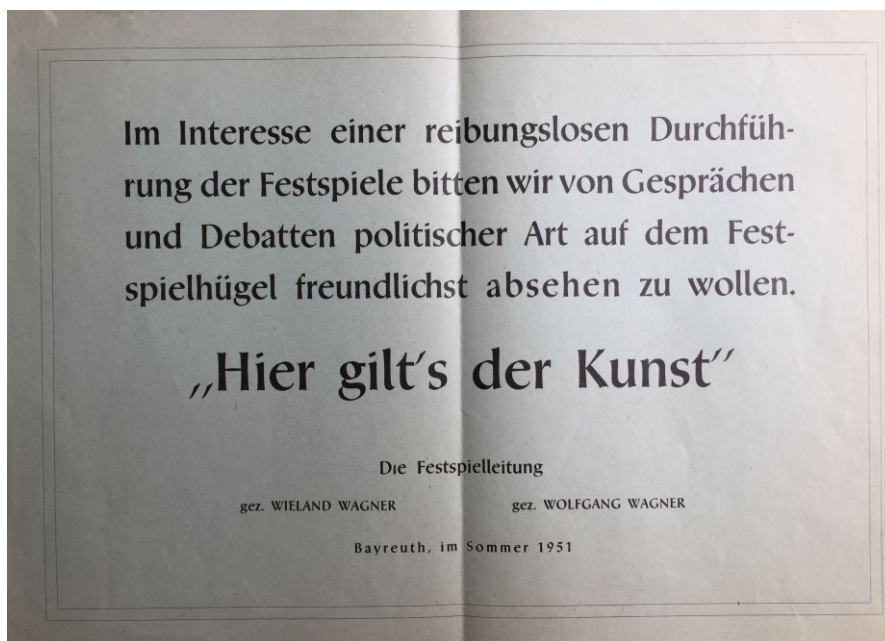 Im Interesse einer reibungslosen Durchfüh-
rung der Festspiele bitten wir von Gesprächen
und Debatten politischer Art auf dem Fest-
spielhügel freundlichst absehen zu wollen.
„Hier gilt's der Kunst”
Die Festspielleitung
gez. WIELAND WAGNER gez. WOLFGANG WAGNER
Bayreuth, im Sommer 1951